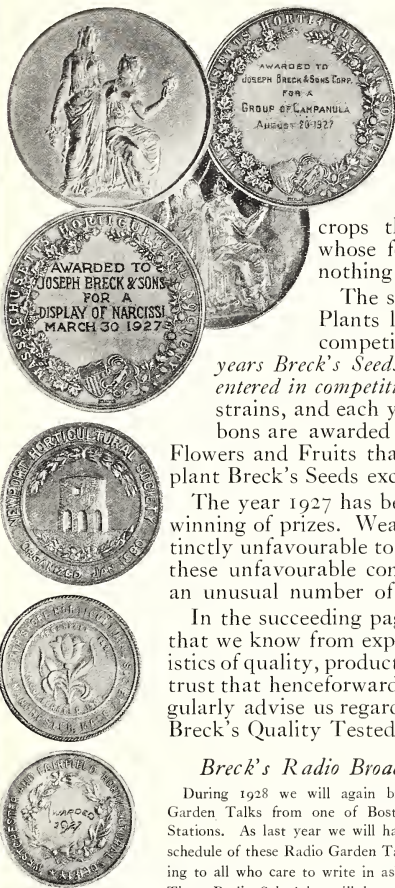 MASSACHUSETTS HORTICULTURAL SOCIETY
AWARDED TO
JOSEPH BRECK & SONS CORP.
FOR A
GROUP OF CAMPANULA
AUGUST 20 1927
MASSACHUSETTS HORTICULTURAL SOCIETY
AWARDED TO
JOSEPH BRECK & SONS
FOR A
DISPLAY OF NARCISSI
MARCH 30 1927
NEWPORT HORTICULTURAL SOCIETY
AWARDED
1927
crops th
whose f
nothing
The s
Plants l
competi
years Breck's Seeds
entered in competiti
strains, and each y
bons are awarded
Flowers and Fruits tha
plant Breck's Seeds exc
The year 1927 has be
winning of prizes. Wea
tinctly unfavourable to
these unfavourable con
an unusual number of
In the succeeding pag
that we know from exp
istics of quality, product
trust that henceforward
gularly advise us regard
Breck's Quality Tested
Breck's Radio Broa
During 1928 we will again b
Garden Talks from one of Bost
Stations. As last year we will ha
schedule of these Radio Garden Ta
ing to all who care to write in as